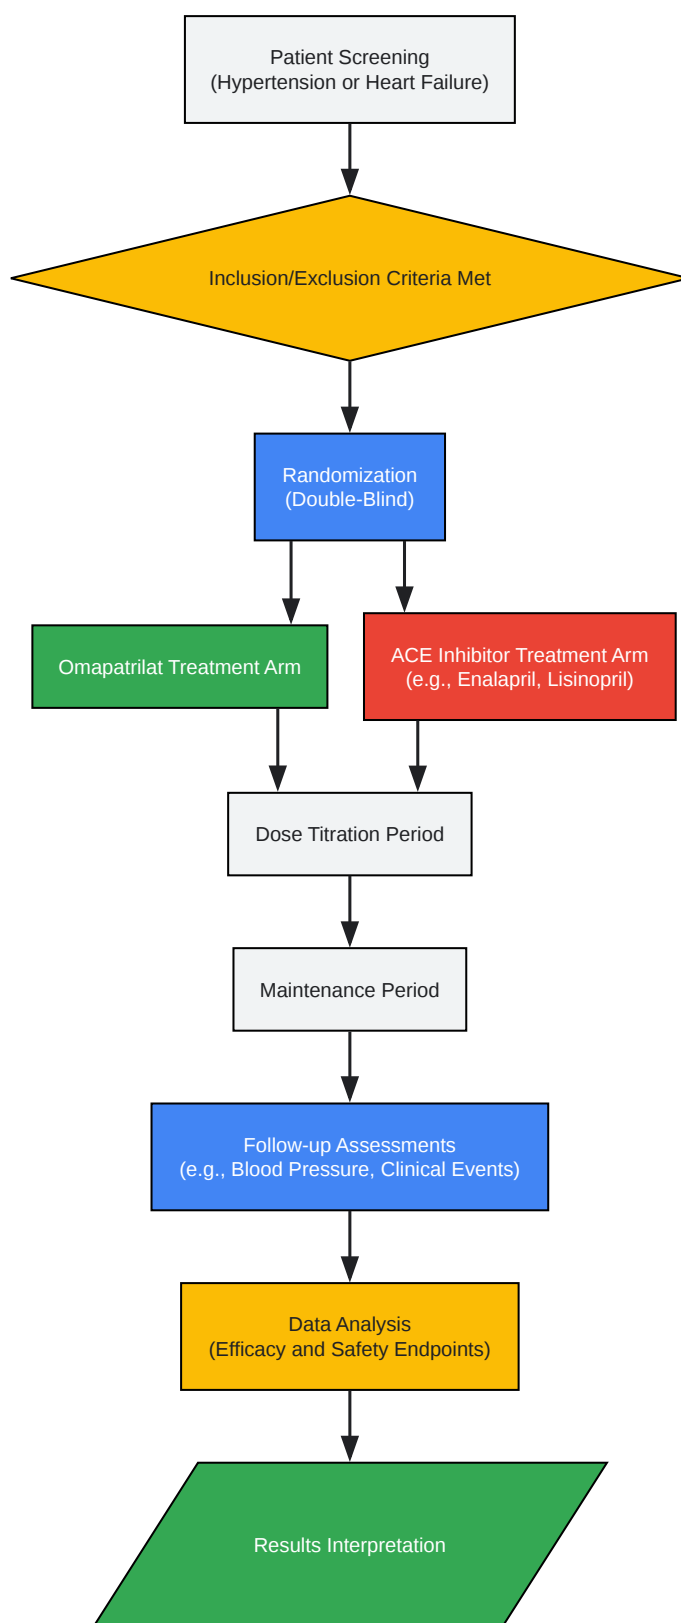 Patient Screening
(Hypertension or Heart Failure)
Inclusion/Exclusion Criteria Met
Randomization
(Double-Blind)
Omapatrilat Treatment Arm
ACE Inhibitor Treatment Arm
(e.g., Enalapril, Lisinopril)
Dose Titration Period
Maintenance Period
Follow-up Assessments
(e.g., Blood Pressure, Clinical Events)
Data Analysis
(Efficacy and Safety Endpoints)
Results Interpretation